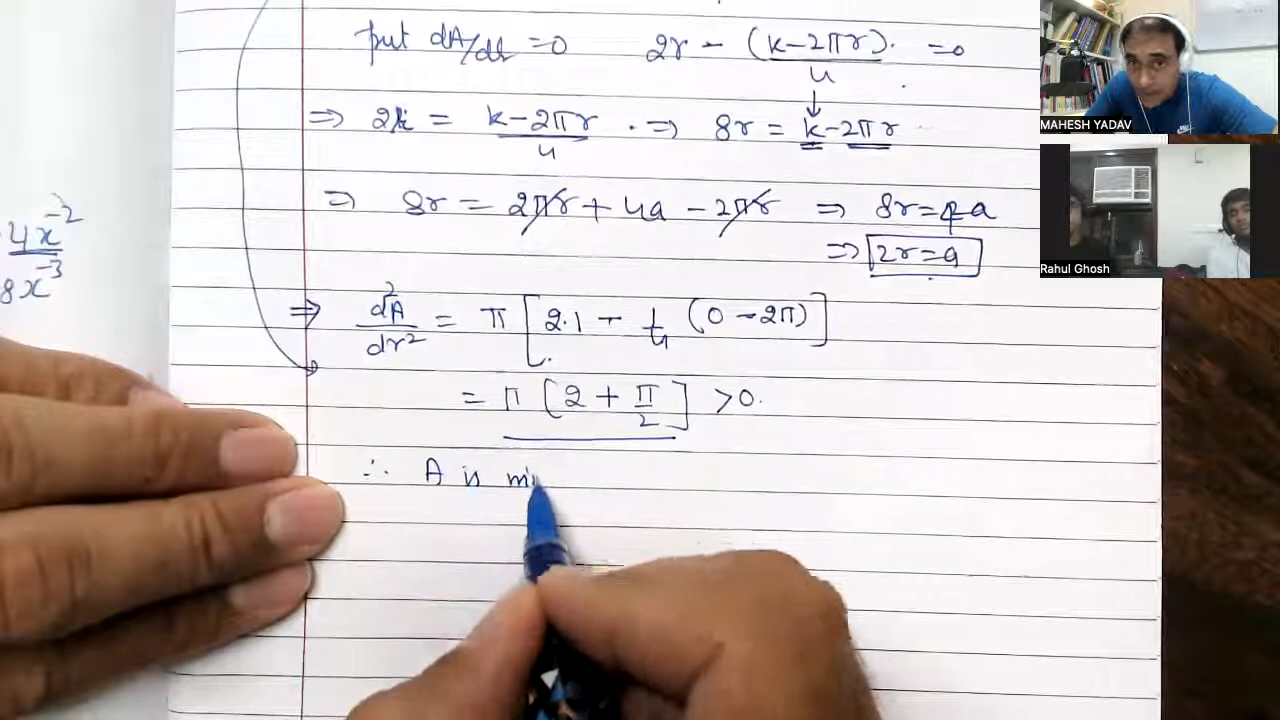 put dA/dr = 0    2r - (k-2πr). = 0
4
⇒ 2r = k-2πr/4 . ⇒ 8r = k-2πr
⇒ 8r = 2πr + 4a - 2πr ⇒ 8r = 4a
⇒ 2r = a
4x⁻²
8x⁻³
⇒ d²A/dr² = π [2.1 - 1/4 (0 - 2π)]
= π [2 + π/2] > 0.
∴ A is mi
MAHESH YADAV
Rahul Ghosh